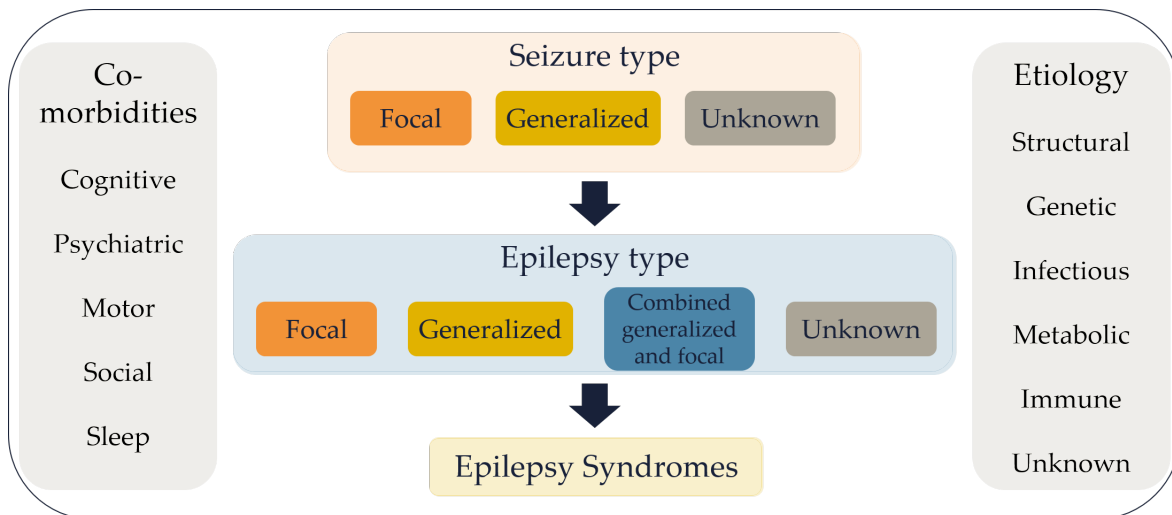 Co-
morbidities
Cognitive
Psychiatric
Motor
Social
Sleep
Seizure type
Focal
Generalized
Unknown
Epilepsy type
Focal
Generalized
Combined
generalized
and focal
Unknown
Epilepsy Syndromes
Etiology
Structural
Genetic
Infectious
Metabolic
Immune
Unknown